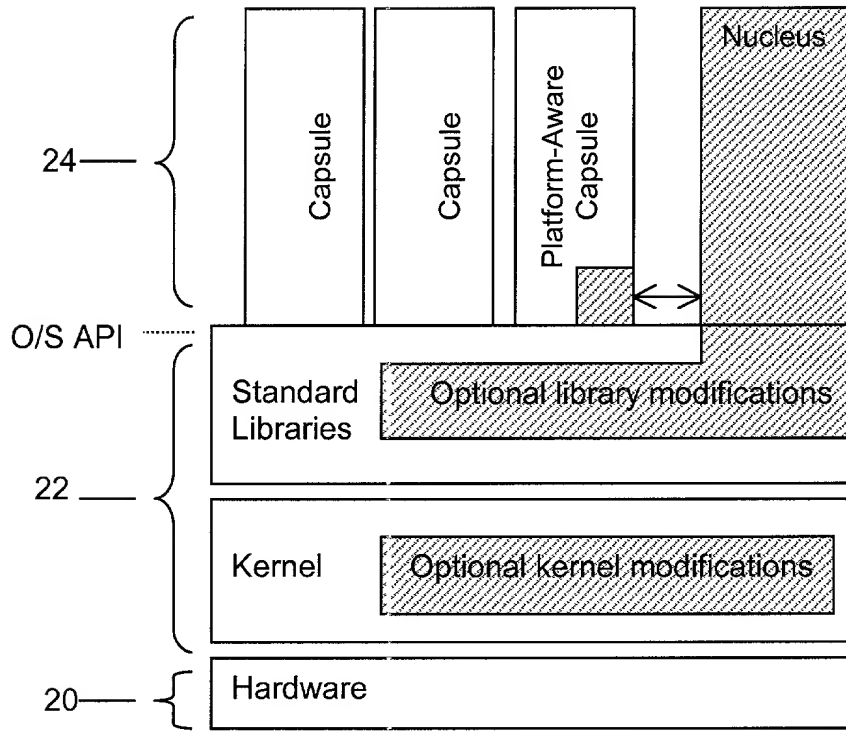 Nucleus
Capsule
Capsule
Platform-Aware
Capsule
24
O/S API
Standard
Libraries
Optional library modifications
22
Kernel
Optional kernel modifications
20
Hardware